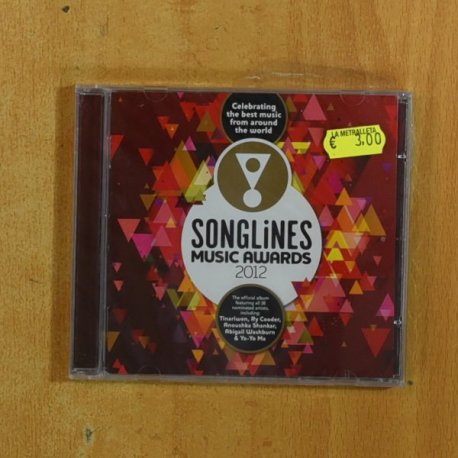 Celebrating
the best music
from around
the world
LA METRALLETA
€ 3.00
SONGLiNES
MUSIC AWARDS
2012
The official album
featuring all 16
nominated artists,
including:
Tinariwen, Ry Cooder,
Anoushka Shankar,
Abigail Washburn
& Yo-Yo Ma